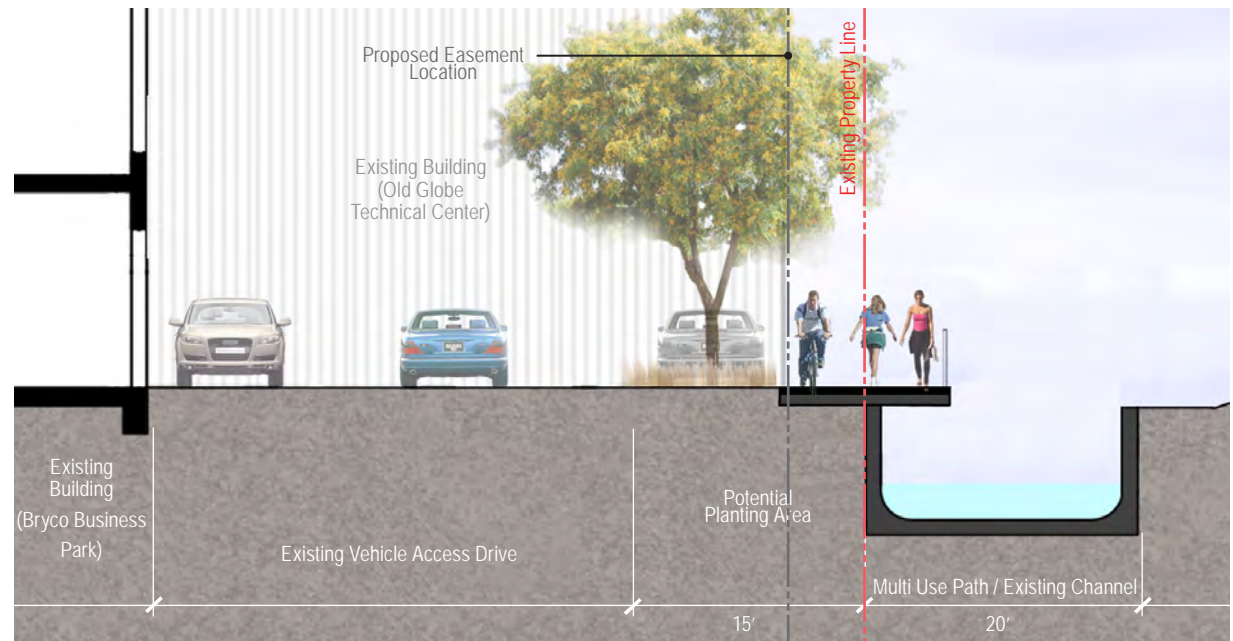 Proposed Easement
Location
Existing Property Line
Existing Building
(Old Globe
Technical Center)
Existing
Building
(Bryco Business
Park)
Existing Vehicle Access Drive
Potential
Planting Area
Multi Use Path / Existing Channel
15'
20'